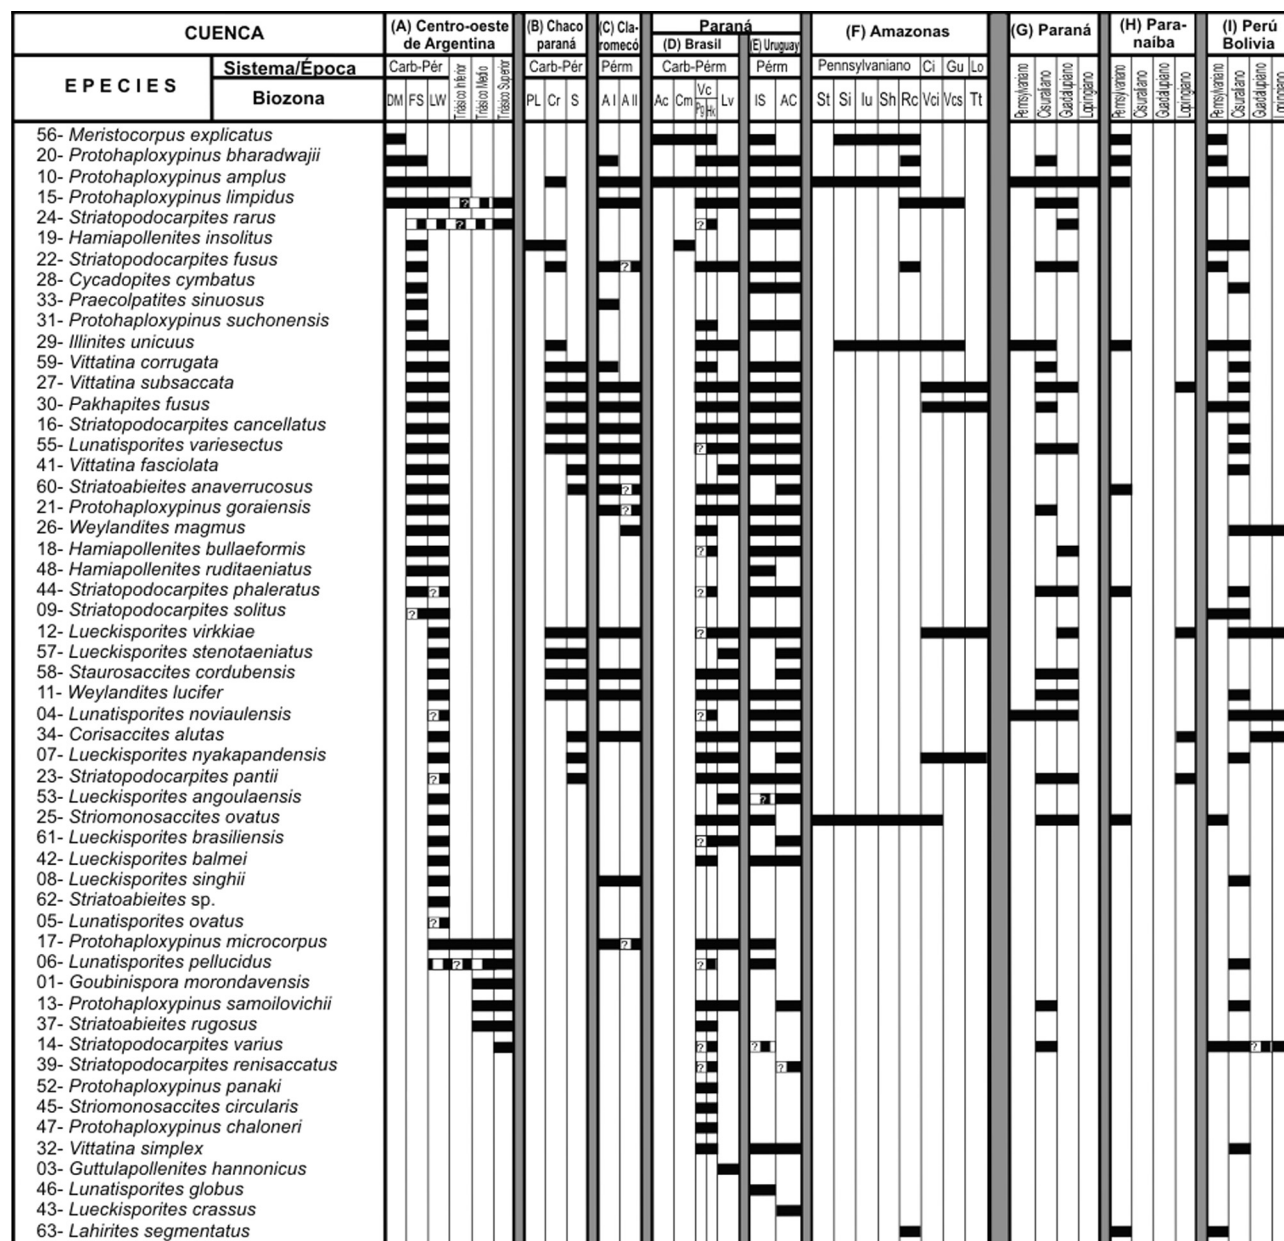 CUENCA
(A) Centro-oeste de Argentina
(B) Chaco paraná
(C) Cla-romecó
Paraná
(D) Brasil
(E) Uruguay
(F) Amazonas
(G) Paraná
(H) Para-naíba
(I) Perú Bolivia
EPECIES
Sistema/Época
Carb-Pér
Carb-Pér
Pérm
Carb-Pérm
Pérm
Pennsylvaniano
Ci
Gu
Lo
Biozona
DM
FS
LW
Triásico Inferior
Triásico Medio
Triásico Superior
PL
Cr
S
A I
A II
Ac
Cm
Vc
Pg
Hk
Lv
IS
AC
St
Si
Iu
Sh
Rc
Vci
Vcs
Tt
Pennsylvaniano
Cisuraliano
Guadalupiano
Lopingiano
Pennsylvaniano
Cisuraliano
Guadalupiano
Lopingiano
Pennsylvaniano
Cisuraliano
Guadalupiano
Lopingiano
56- Meristocorpus explicatus
20- Protohaploxypinus bharadwajii
10- Protohaploxypinus amplus
15- Protohaploxypinus limpidus ?
24- Striatopodocarpites rarus ? ?
19- Hamiapollenites insolitus
22- Striatopodocarpites fusus ?
28- Cycadopites cymbatus
33- Praecolpatites sinuosus
31- Protohaploxypinus suchonensis
29- Illinites unicuus
59- Vittatina corrugata
27- Vittatina subsaccata
30- Pakhapites fusus
16- Striatopodocarpites cancellatus
55- Lunatisporites variesectus ?
41- Vittatina fasciolata
60- Striatoabieites anaverrucosus ?
21- Protohaploxypinus goraiensis ?
26- Weylandites magmus
18- Hamiapollenites bullaeformis ?
48- Hamiapollenites ruditaeniatus
44- Striatopodocarpites phaleratus ? ?
09- Striatopodocarpites solitus ?
12- Lueckisporites virkkiae ?
57- Lueckisporites stenotaeniatus
58- Staurosaccites cordubensis
11- Weylandites lucifer
04- Lunatisporites noviaulensis ? ?
34- Corisaccites alutas
07- Lueckisporites nyakapandensis
23- Striatopodocarpites pantii ?
53- Lueckisporites angoulaensis ?
25- Striomonosaccites ovatus
61- Lueckisporites brasiliensis ?
42- Lueckisporites balmei
08- Lueckisporites singhii
62- Striatoabieites sp.
05- Lunatisporites ovatus ?
17- Protohaploxypinus microcorpus ?
06- Lunatisporites pellucidus ? ?
01- Goubinispora morondavensis
13- Protohaploxypinus samoilovichii
37- Striatoabieites rugosus
14- Striatopodocarpites varius ? ? ?
39- Striatopodocarpites renisaccatus ? ?
52- Protohaploxypinus panaki
45- Striomonosaccites circularis
47- Protohaploxypinus chaloneri
32- Vittatina simplex
03- Guttulapollenites hannonicus
46- Lunatisporites globus
43- Lueckisporites crassus
63- Lahirites segmentatus